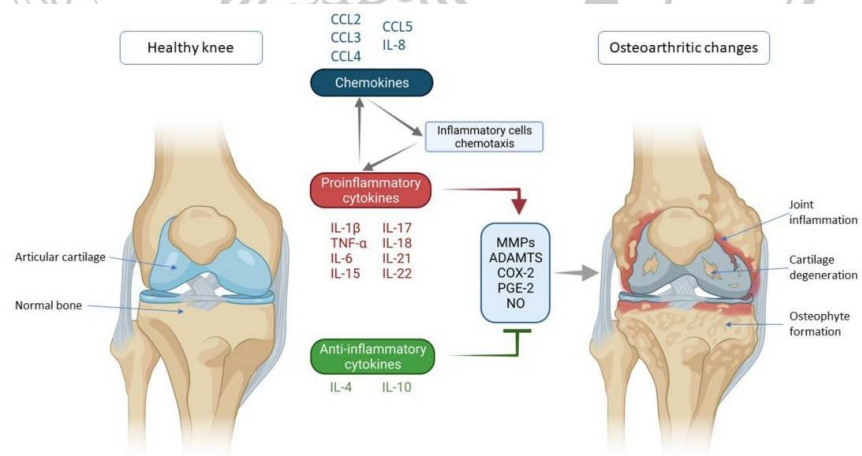 Healthy knee
CCL2
CCL3
CCL4
CCL5
IL-8
Chemokines
Inflammatory cells
chemotaxis
Proinflammatory
cytokines
IL-1β
TNF-α
IL-6
IL-15
IL-17
IL-18
IL-21
IL-22
Anti-inflammatory
cytokines
IL-4
IL-10
MMPs
ADAMTS
COX-2
PGE-2
NO
Articular cartilage
Normal bone
Osteoarthritic changes
Joint
inflammation
Cartilage
degeneration
Osteophyte
formation